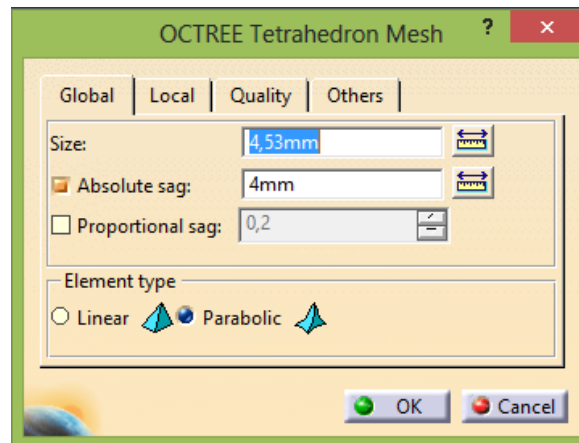 OCTREE Tetrahedron Mesh ? ×
Global Local Quality Others
Size: 4,53mm
Absolute sag: 4mm
Proportional sag: 0,2
Element type
Linear Parabolic
OK Cancel